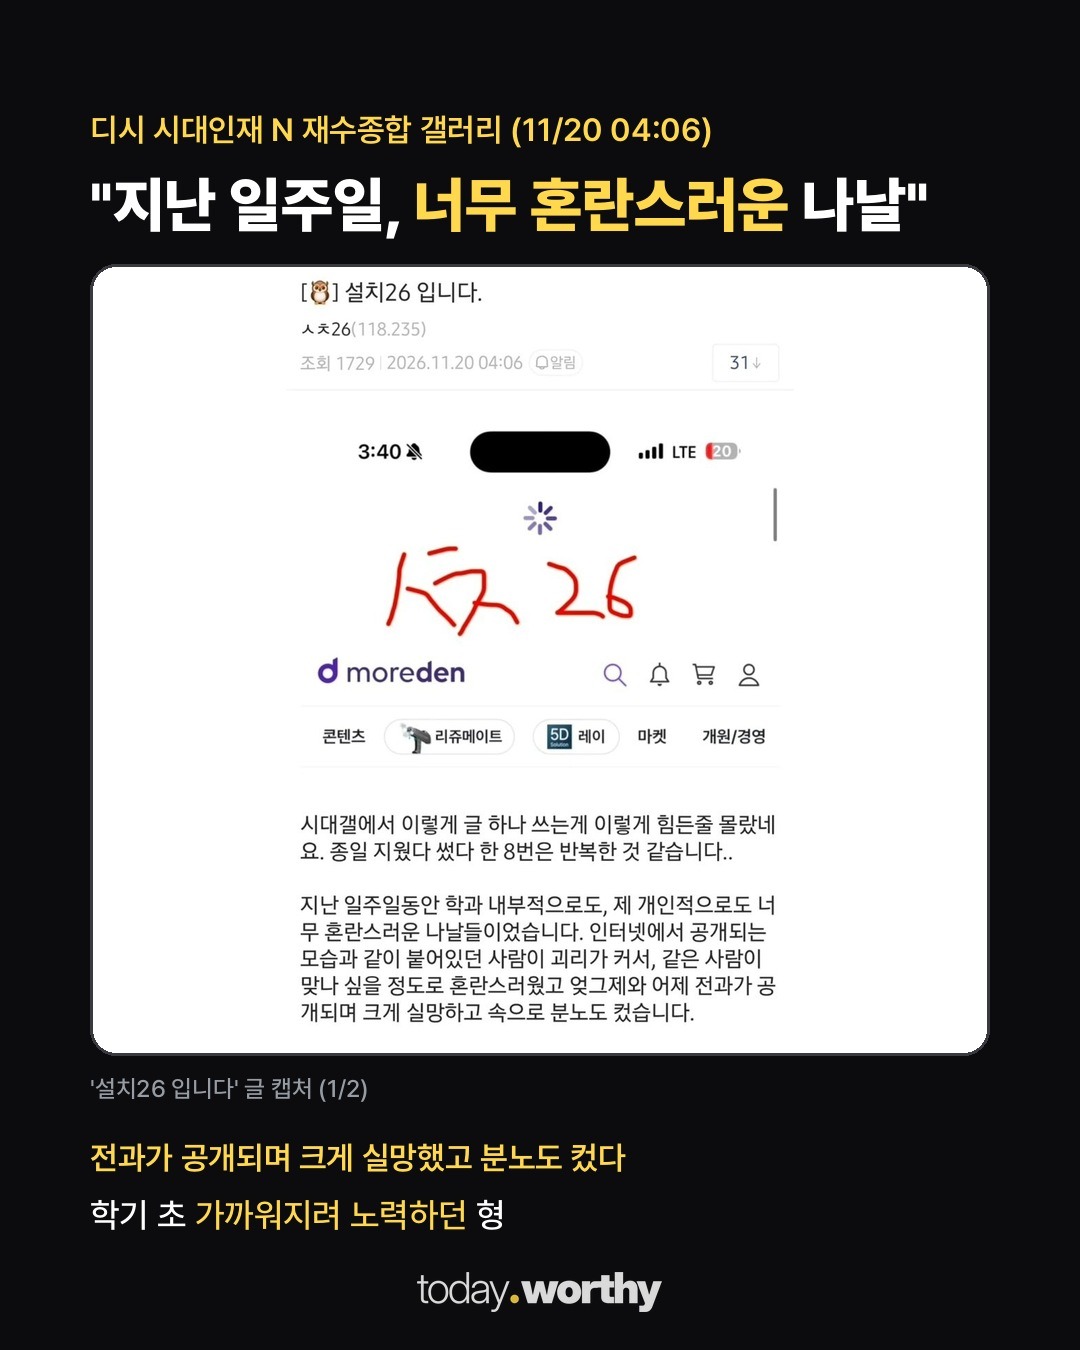 디시 시대인재 N 재수종합 갤러리 (11/20 04:06)
"지난 일주일, 너무 혼란스러운 나날"
[🦉] 설치26 입니다.
ㅅㅊ26(118.235)
조회 1729 | 2026.11.20 04:06 알림
31↓
3:40 LTE 20
ㅅㅊ 26
moreden
콘텐츠 리쥬메이트 5D Solution 레이 마켓 개원/경영
시대갤에서 이렇게 글 하나 쓰는게 이렇게 힘든줄 몰랐네
요. 종일 지웠다 썼다 한 8번은 반복한 것 같습니다..
지난 일주일동안 학과 내부적으로도, 제 개인적으로도 너
무 혼란스러운 나날들이었습니다. 인터넷에서 공개되는
모습과 같이 붙어있던 사람이 괴리가 커서, 같은 사람이
맞나 싶을 정도로 혼란스러웠고 엊그제와 어제 전과가 공
개되며 크게 실망하고 속으로 분노도 컸습니다.
'설치26 입니다' 글 캡처 (1/2)
전과가 공개되며 크게 실망했고 분노도 컸다
학기 초 가까워지려 노력하던 형
today.worthy